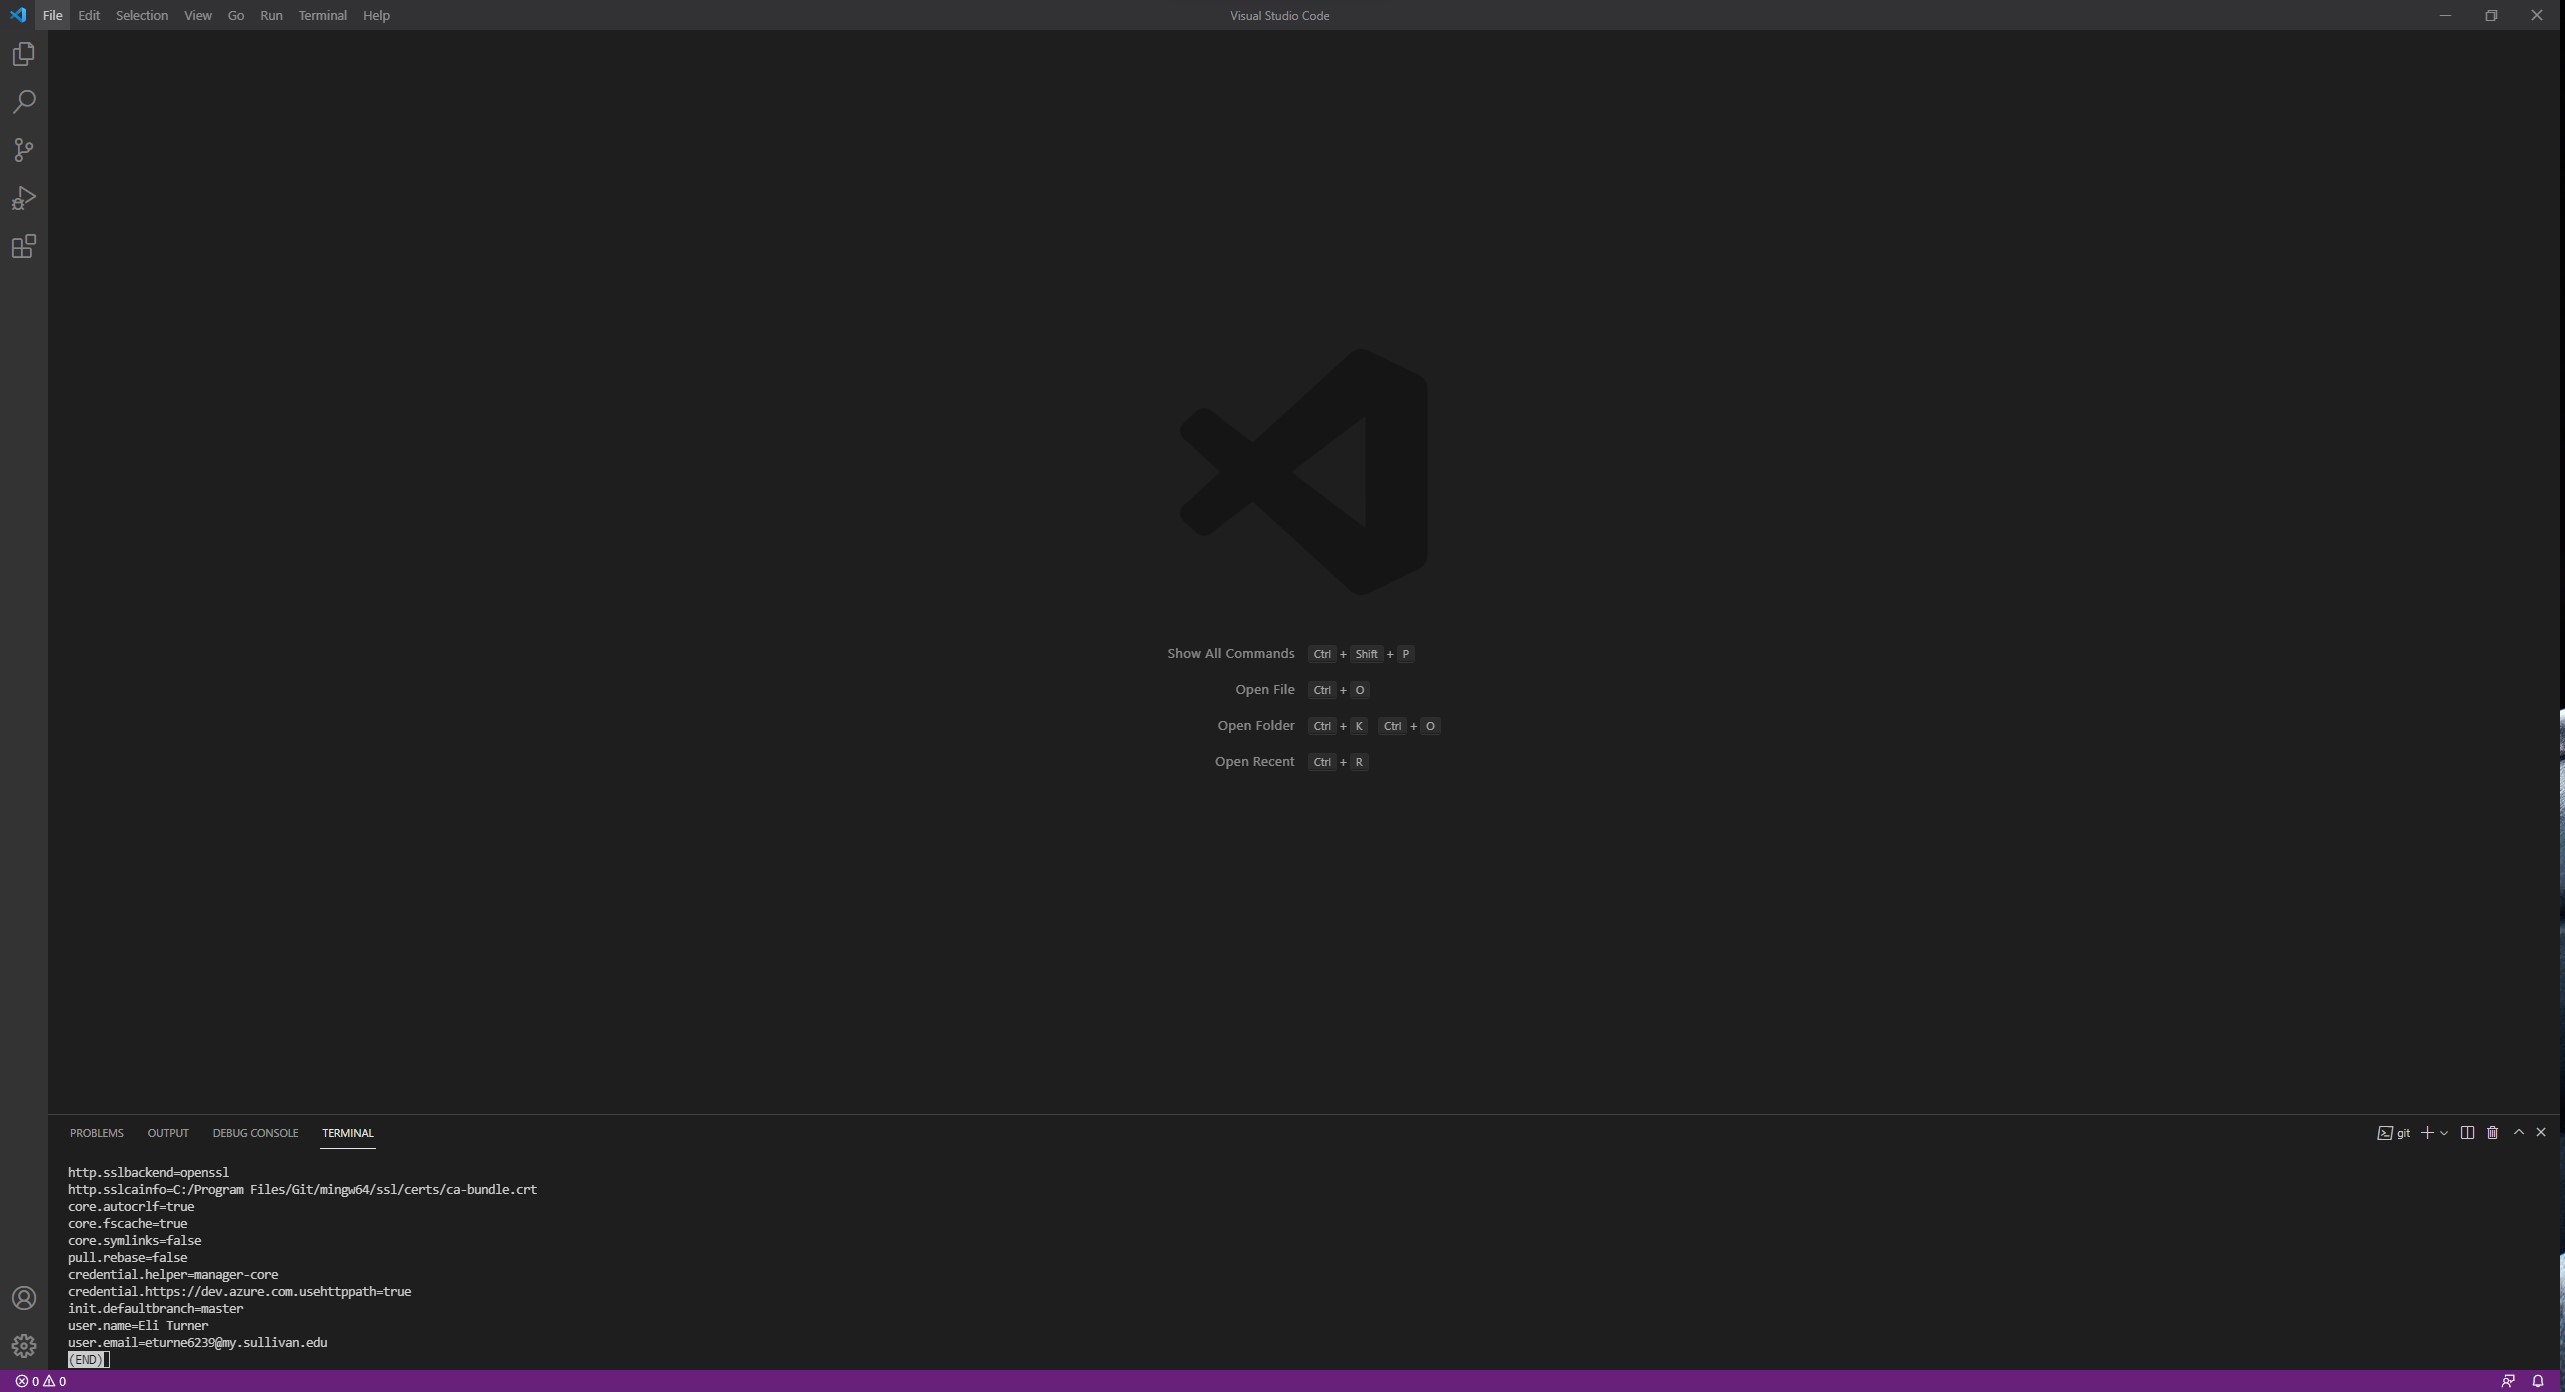 File Edit Selection View Go Run Terminal Help Visual Studio Code
Show All Commands Ctrl + Shift + P
Open File Ctrl + O
Open Folder Ctrl + K Ctrl + O
Open Recent Ctrl + R
PROBLEMS OUTPUT DEBUG CONSOLE TERMINAL git
http.sslbackend=openssl
http.sslcainfo=C:/Program Files/Git/mingw64/ssl/certs/ca-bundle.crt
core.autocrlf=true
core.fscache=true
core.symlinks=false
pull.rebase=false
credential.helper=manager-core
credential.https://dev.azure.com.usehttppath=true
init.defaultbranch=master
user.name=Eli Turner
user.email=eturne6239@my.sullivan.edu
(END)
0 0